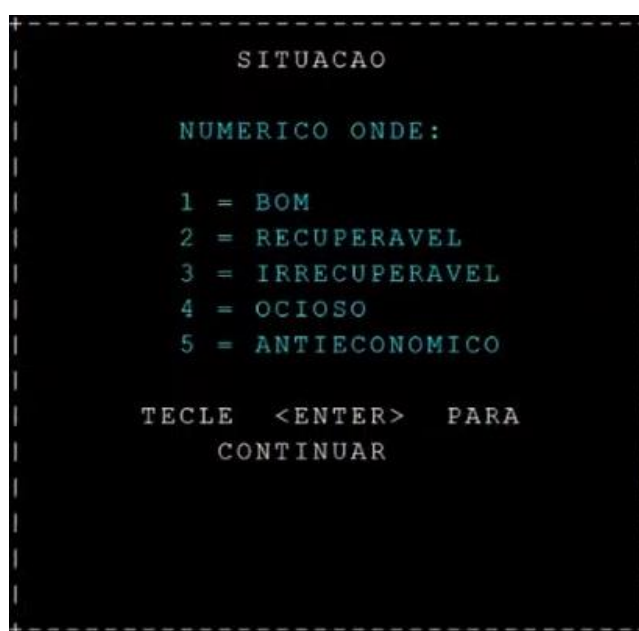 SITUACAO
NUMERICO ONDE:
1 = BOM
2 = RECUPERAVEL
3 = IRRECUPERAVEL
4 = OCIOSO
5 = ANTIECONOMICO
TECLE <ENTER> PARA
CONTINUAR